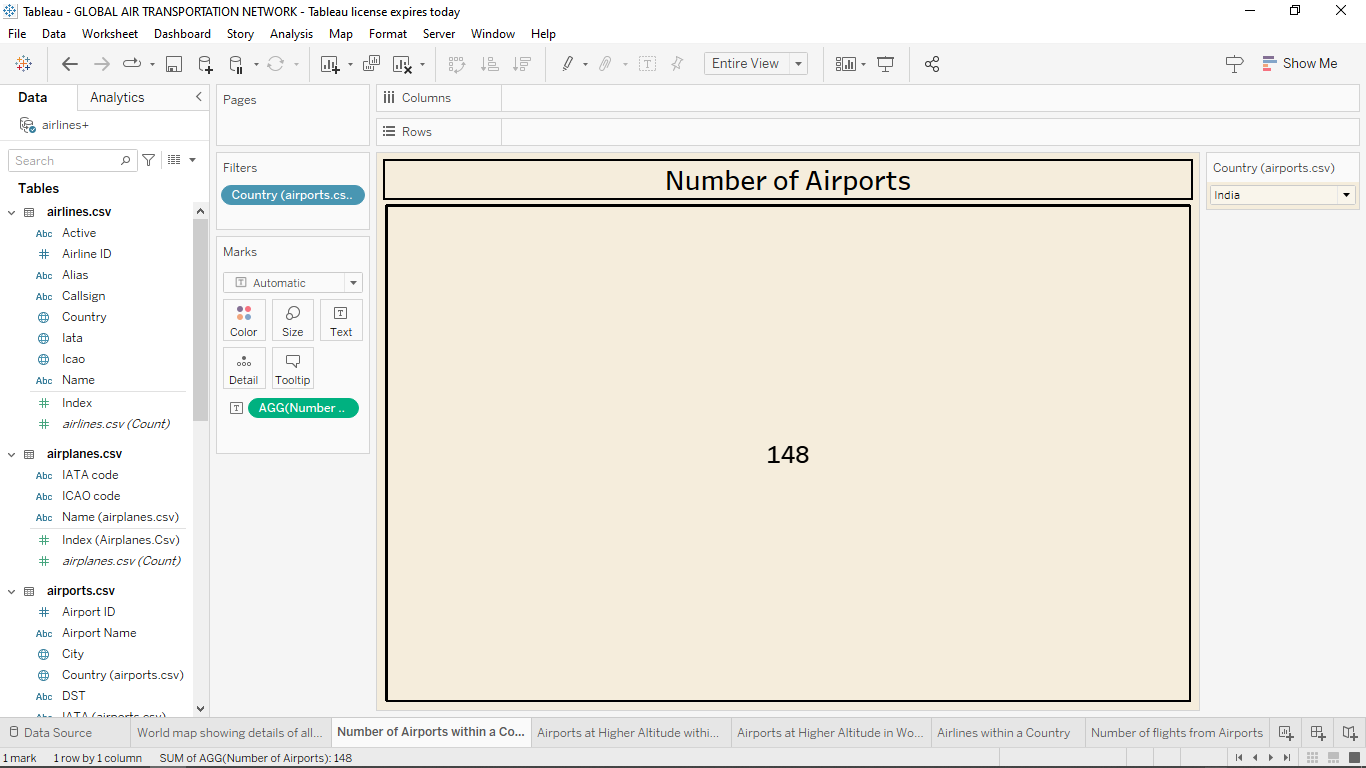 Tableau - GLOBAL AIR TRANSPORTATION NETWORK - Tableau license expires today
File Data Worksheet Dashboard Story Analysis Map Format Server Window Help
Entire View
Show Me
Data Analytics
airlines+
Search
Tables
airlines.csv
Abc Active
Airline ID
Abc Alias
Abc Callsign
Country
Iata
Icao
Abc Name
Index
airlines.csv (Count)
airplanes.csv
Abc IATA code
Abc ICAO code
Abc Name (airplanes.csv)
Index (Airplanes.Csv)
airplanes.csv (Count)
airports.csv
Airport ID
Abc Airport Name
City
Country (airports.csv)
Abc DST
Abc IATA (airports.csv)
Pages
Filters
Country (airports.cs..
Marks
T Automatic
Color Size Text
Detail Tooltip
T AGG(Number ..
Columns
Rows
Number of Airports
148
Country (airports.csv)
India
Data Source World map showing details of all... Number of Airports within a Co... Airports at Higher Altitude withi... Airports at Higher Altitude in Wo... Airlines within a Country Number of flights from Airports
1 mark 1 row by 1 column SUM of AGG(Number of Airports): 148